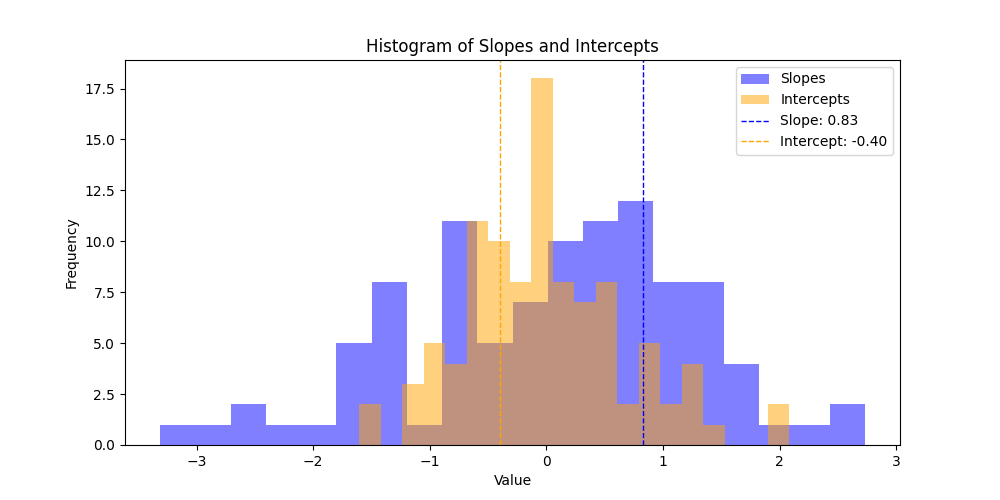 Histogram of Slopes and Intercepts
Slopes
Intercepts
Slope: 0.83
Intercept: -0.40
17.5
15.0
12.5
10.0
7.5
5.0
2.5
0.0
Frequency
−3
−2
−1
0
1
2
3
Value